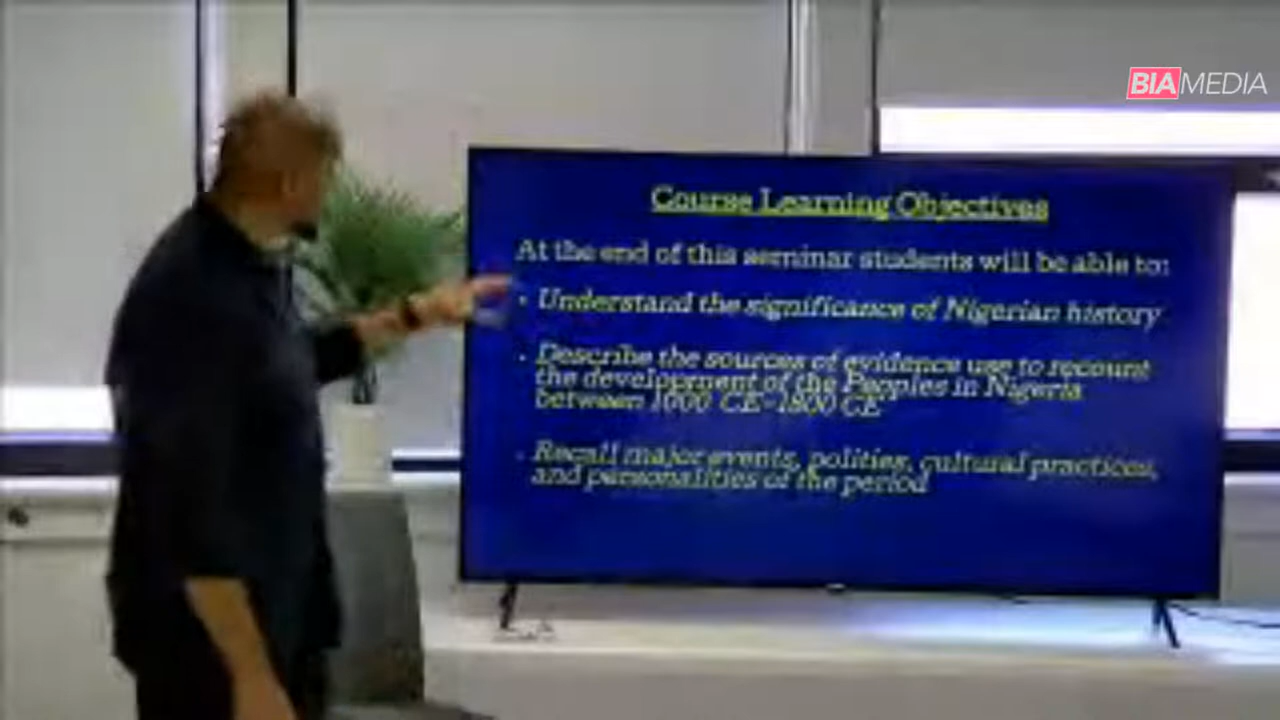 BIAMEDIA
Course Learning Objectives
At the end of this seminar students will be able to:
• Understand the significance of Nigerian history
• Describe the sources of evidence use to recount
the development of the Peoples in Nigeria
between 1000 CE-1800 CE
• Recall major events, polities, cultural practices,
and personalities of the period